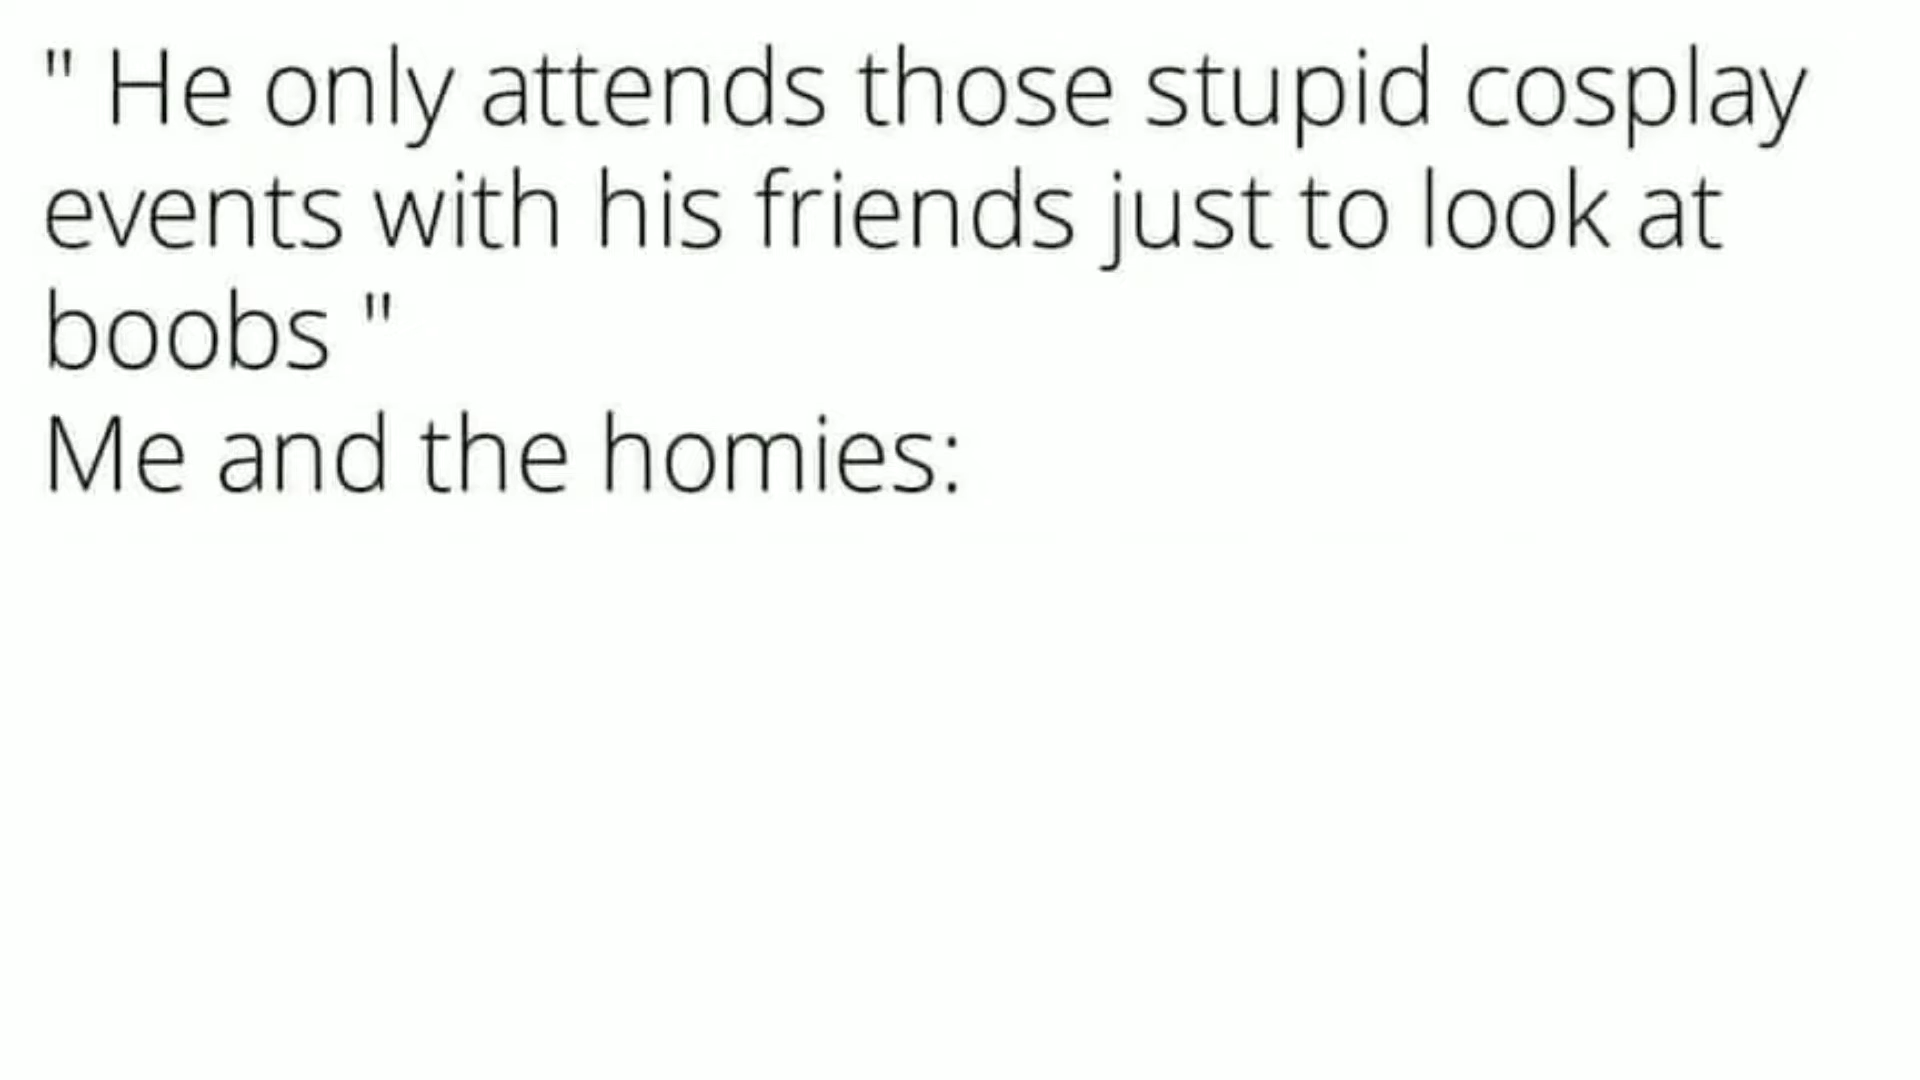 " He only attends those stupid cosplay
events with his friends just to look at
boobs "
Me and the homies: